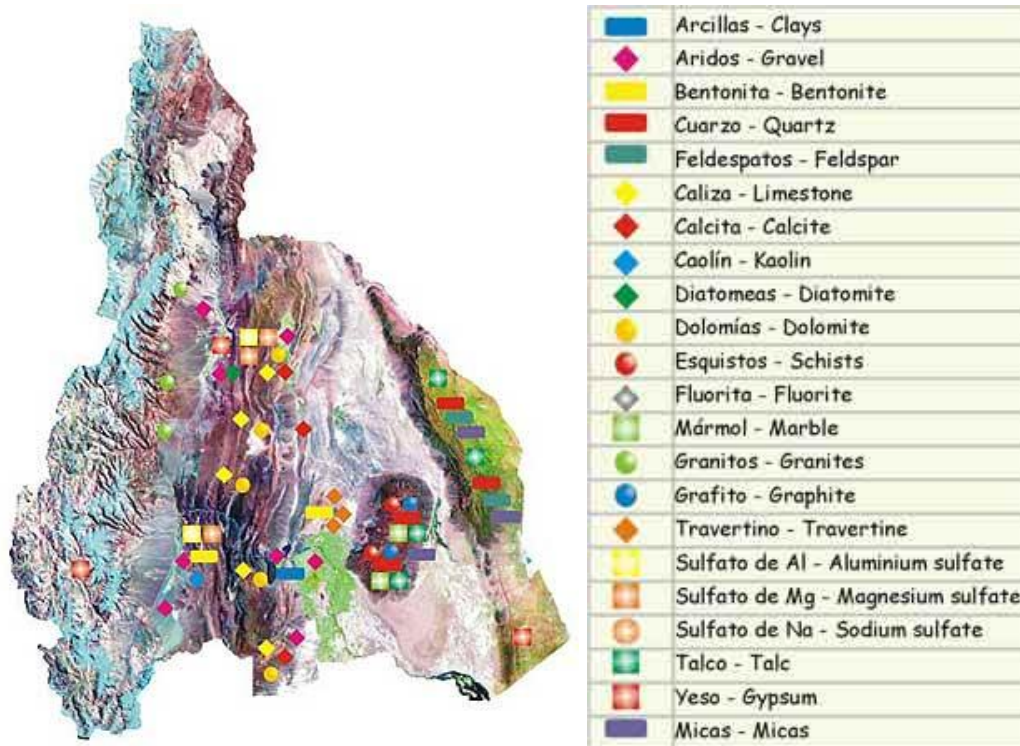 Arcillas - Clays
Aridos - Gravel
Bentonita - Bentonite
Cuarzo - Quartz
Feldespatos - Feldspar
Caliza - Limestone
Calcita - Calcite
Caolín - Kaolin
Diatomeas - Diatomite
Dolomías - Dolomite
Esquistos - Schists
Fluorita - Fluorite
Mármol - Marble
Granitos - Granites
Grafito - Graphite
Travertino - Travertine
Sulfato de Al - Aluminium sulfate
Sulfato de Mg - Magnesium sulfate
Sulfato de Na - Sodium sulfate
Talco - Talc
Yeso - Gypsum
Micas - Micas